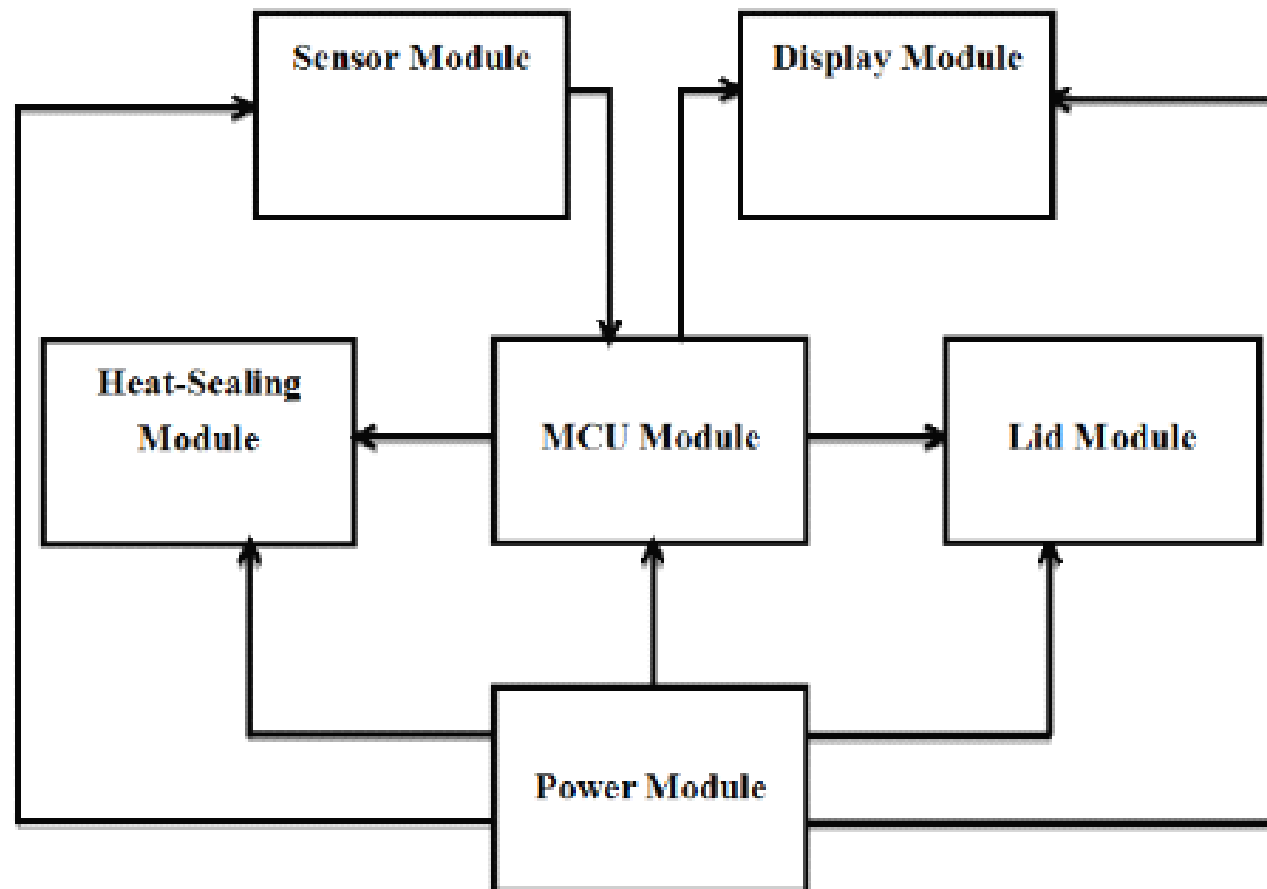 Sensor Module
Display Module
Heat-Sealing
Module
MCU Module
Lid Module
Power Module